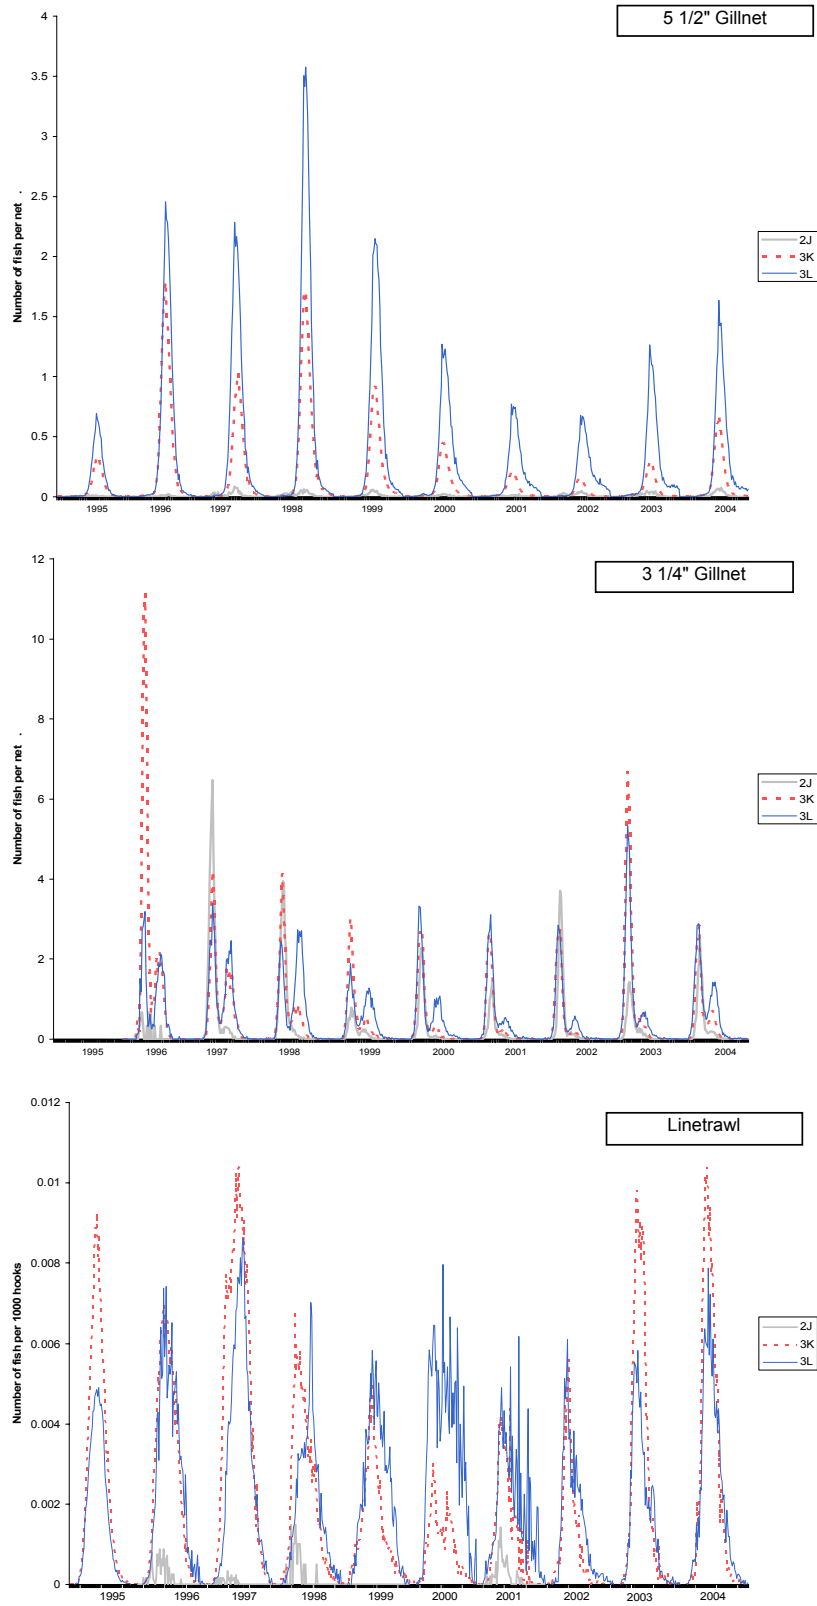 5 1/2" Gillnet
4
3.5
3
2.5
2
1.5
1
0.5
0
Number of fish per net .
2J
3K
3L
1995 1996 1997 1998 1999 2000 2001 2002 2003 2004
3 1/4" Gillnet
12
10
8
6
4
2
0
Number of fish per net .
2J
3K
3L
1995 1996 1997 1998 1999 2000 2001 2002 2003 2004
Linetrawl
0.012
0.01
0.008
0.006
0.004
0.002
0
Number of fish per 1000 hooks
2J
3K
3L
1995 1996 1997 1998 1999 2000 2001 2002 2003 2004